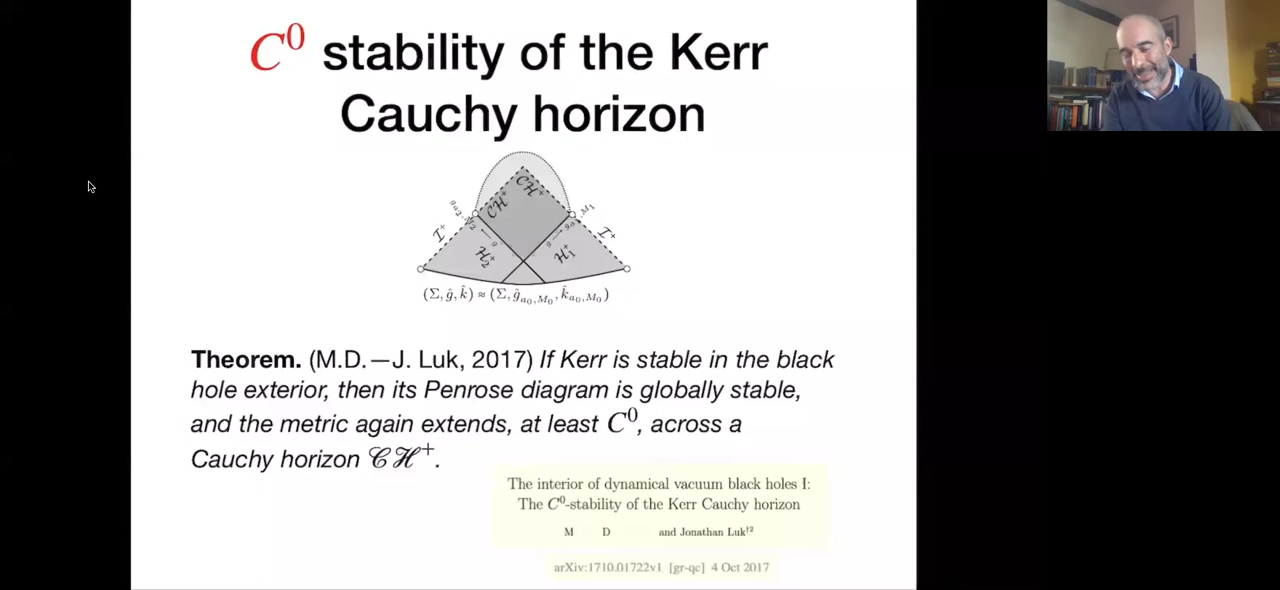 C⁰ stability of the Kerr
Cauchy horizon
CH⁺ CH⁺
I⁺ I⁺
H₂⁺ H₁⁺
(Σ, ĝ, k̂) ≈ (Σ, ĝ_{a₀,M₀}, k̂_{a₀,M₀})
Theorem. (M.D.—J. Luk, 2017) If Kerr is stable in the black
hole exterior, then its Penrose diagram is globally stable,
and the metric again extends, at least C⁰, across a
Cauchy horizon 𝒞ℋ⁺.
The interior of dynamical vacuum black holes I:
The C⁰-stability of the Kerr Cauchy horizon
M D and Jonathan Luk†²
arXiv:1710.01722v1 [gr-qc] 4 Oct 2017